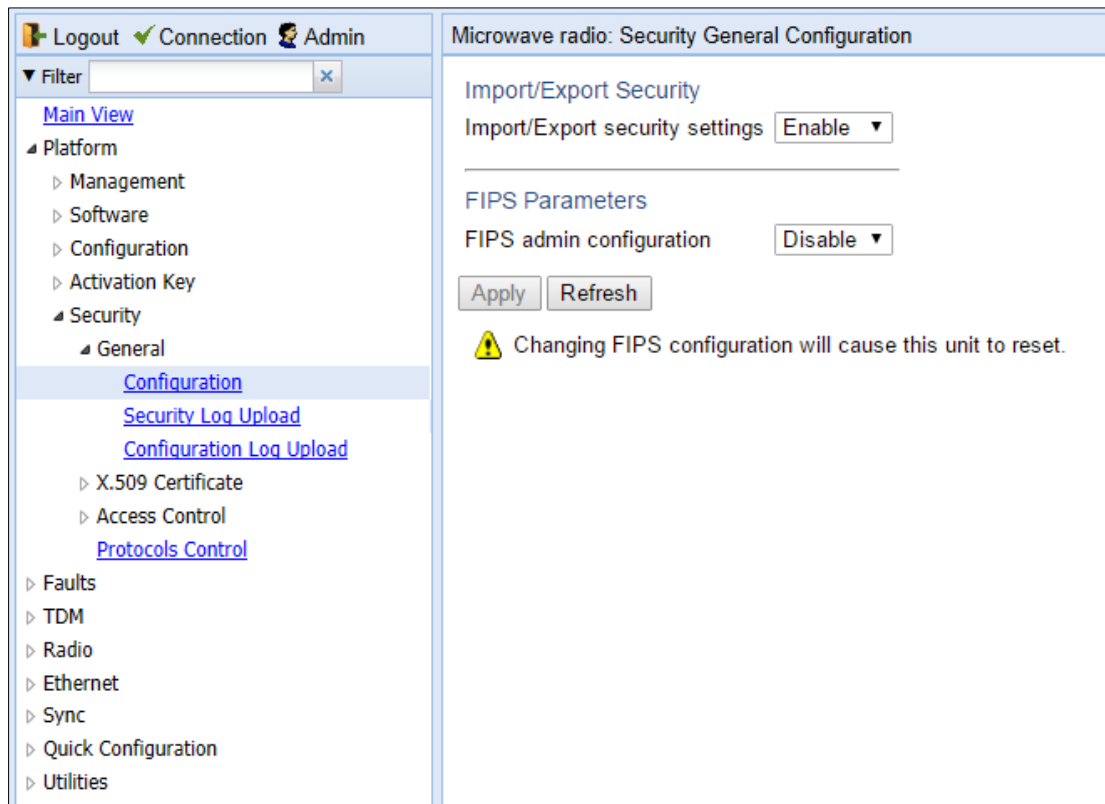 Logout Connection Admin
Filter
Main View
Platform
Management
Software
Configuration
Activation Key
Security
General
Configuration
Security Log Upload
Configuration Log Upload
X.509 Certificate
Access Control
Protocols Control
Faults
TDM
Radio
Ethernet
Sync
Quick Configuration
Utilities
Microwave radio: Security General Configuration
Import/Export Security
Import/Export security settings Enable
FIPS Parameters
FIPS admin configuration Disable
Apply Refresh
Changing FIPS configuration will cause this unit to reset.